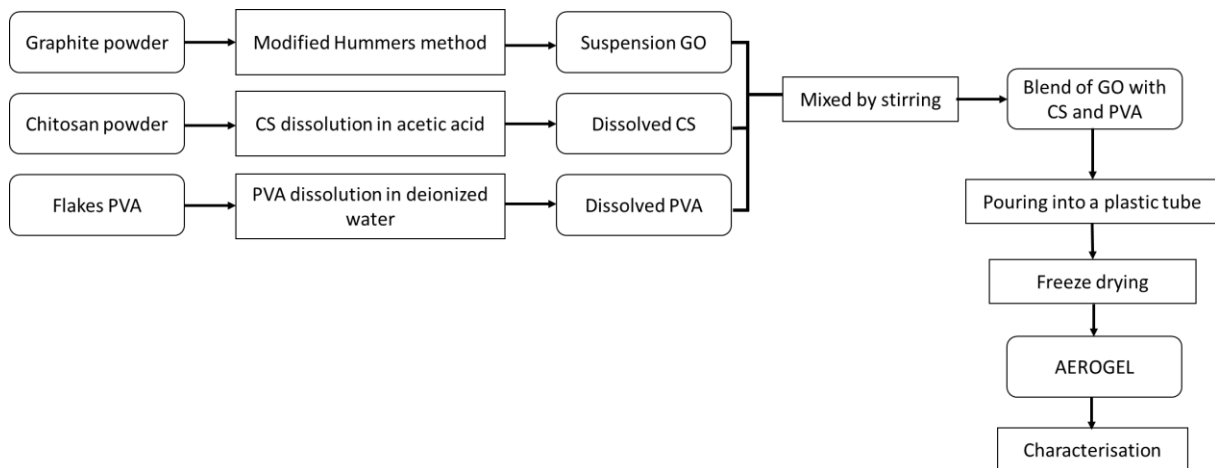 Graphite powder
Modified Hummers method
Suspension GO
Chitosan powder
CS dissolution in acetic acid
Dissolved CS
Flakes PVA
PVA dissolution in deionized
water
Dissolved PVA
Mixed by stirring
Blend of GO with
CS and PVA
Pouring into a plastic tube
Freeze drying
AEROGEL
Characterisation